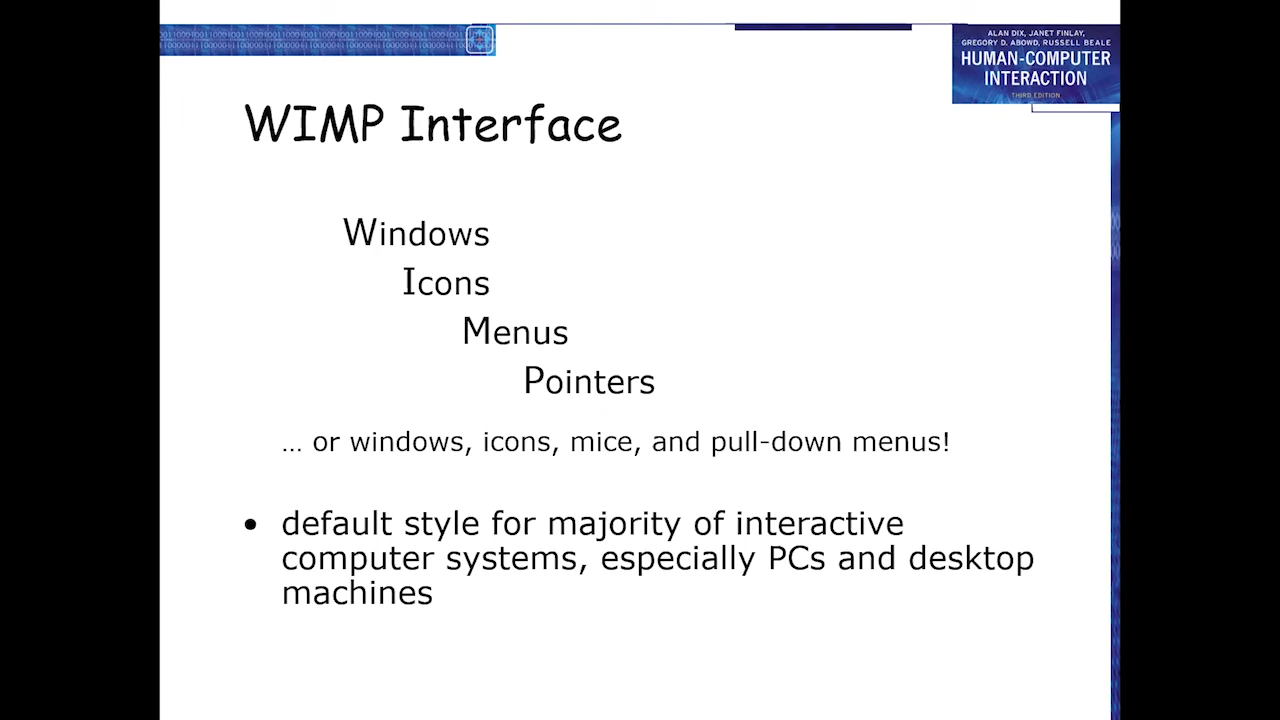 ALAN DIX, JANET FINLAY,
GREGORY D. ABOWD, RUSSELL BEALE
HUMAN-COMPUTER
INTERACTION
THIRD EDITION
WIMP Interface
Windows
Icons
Menus
Pointers
… or windows, icons, mice, and pull-down menus!
• default style for majority of interactive
computer systems, especially PCs and desktop
machines